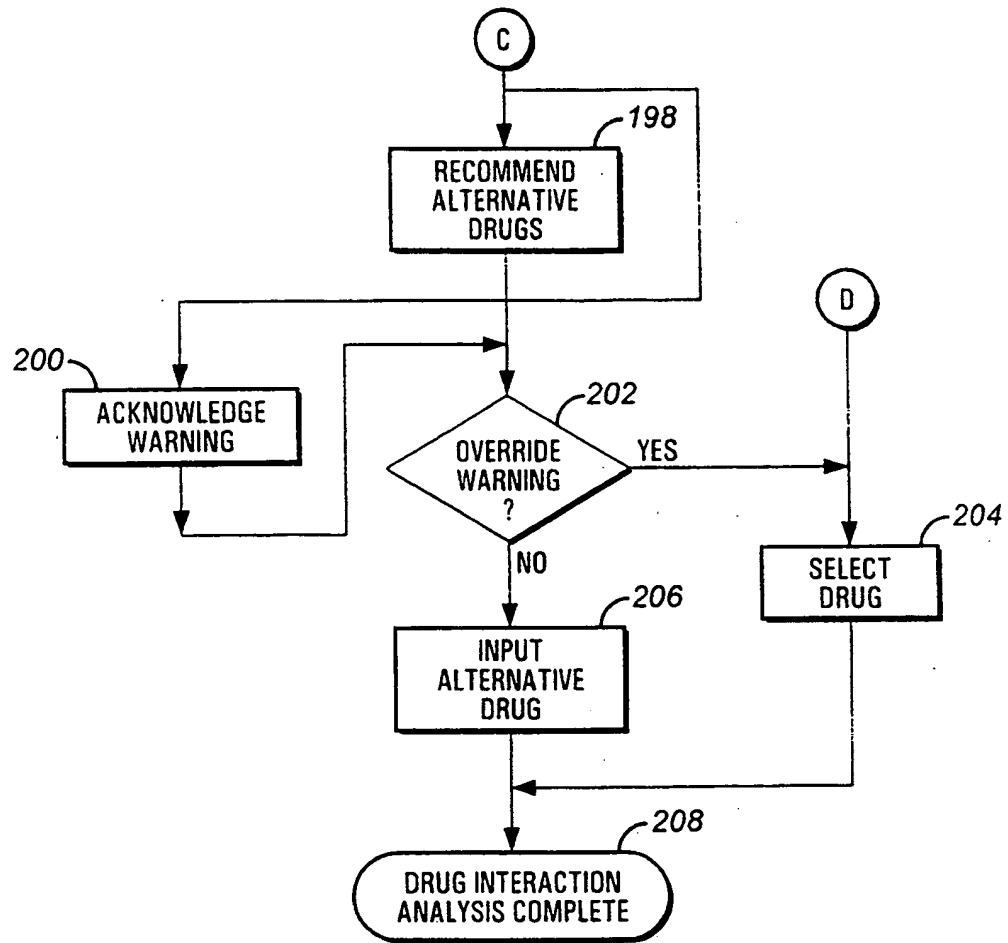 C
198
RECOMMEND
ALTERNATIVE
DRUGS
D
200
ACKNOWLEDGE
WARNING
202
OVERRIDE
WARNING
?
YES
NO
204
SELECT
DRUG
206
INPUT
ALTERNATIVE
DRUG
208
DRUG INTERACTION
ANALYSIS COMPLETE